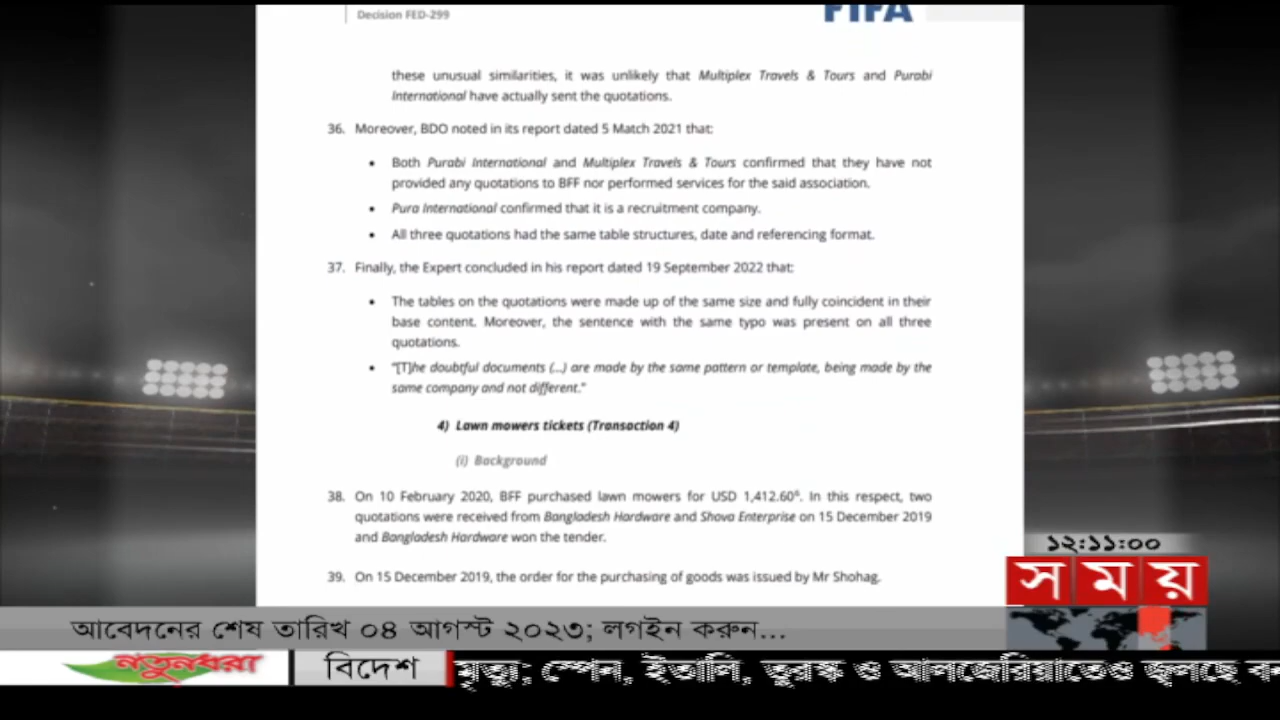 Decision FED-299
FIFA
these unusual similarities, it was unlikely that Multiplex Travels & Tours and Purabi
International have actually sent the quotations.
36. Moreover, BDO noted in its report dated 5 Match 2021 that:
• Both Purabi International and Multiplex Travels & Tours confirmed that they have not
provided any quotations to BFF nor performed services for the said association.
• Pura International confirmed that it is a recruitment company.
• All three quotations had the same table structures, date and referencing format.
37. Finally, the Expert concluded in his report dated 19 September 2022 that:
• The tables on the quotations were made up of the same size and fully coincident in their
base content. Moreover, the sentence with the same typo was present on all three
quotations.
• "[T]he doubtful documents (...) are made by the same pattern or template, being made by the
same company and not different."
4) Lawn mowers tickets (Transaction 4)
(i) Background
38. On 10 February 2020, BFF purchased lawn mowers for USD 1,412.60⁶. In this respect, two
quotations were received from Bangladesh Hardware and Shova Enterprise on 15 December 2019
and Bangladesh Hardware won the tender.
39. On 15 December 2019, the order for the purchasing of goods was issued by Mr Shohag.
১২:১১:০০
সময়
আবেদনের শেষ তারিখ ০৪ আগস্ট ২০২৩; লগইন করুন...
নতুনধরা
বিদেশ
মৃত্যু; স্পেন, ইতালি, তুরস্ক ও আলজেরিয়াতেও জ্বলছে